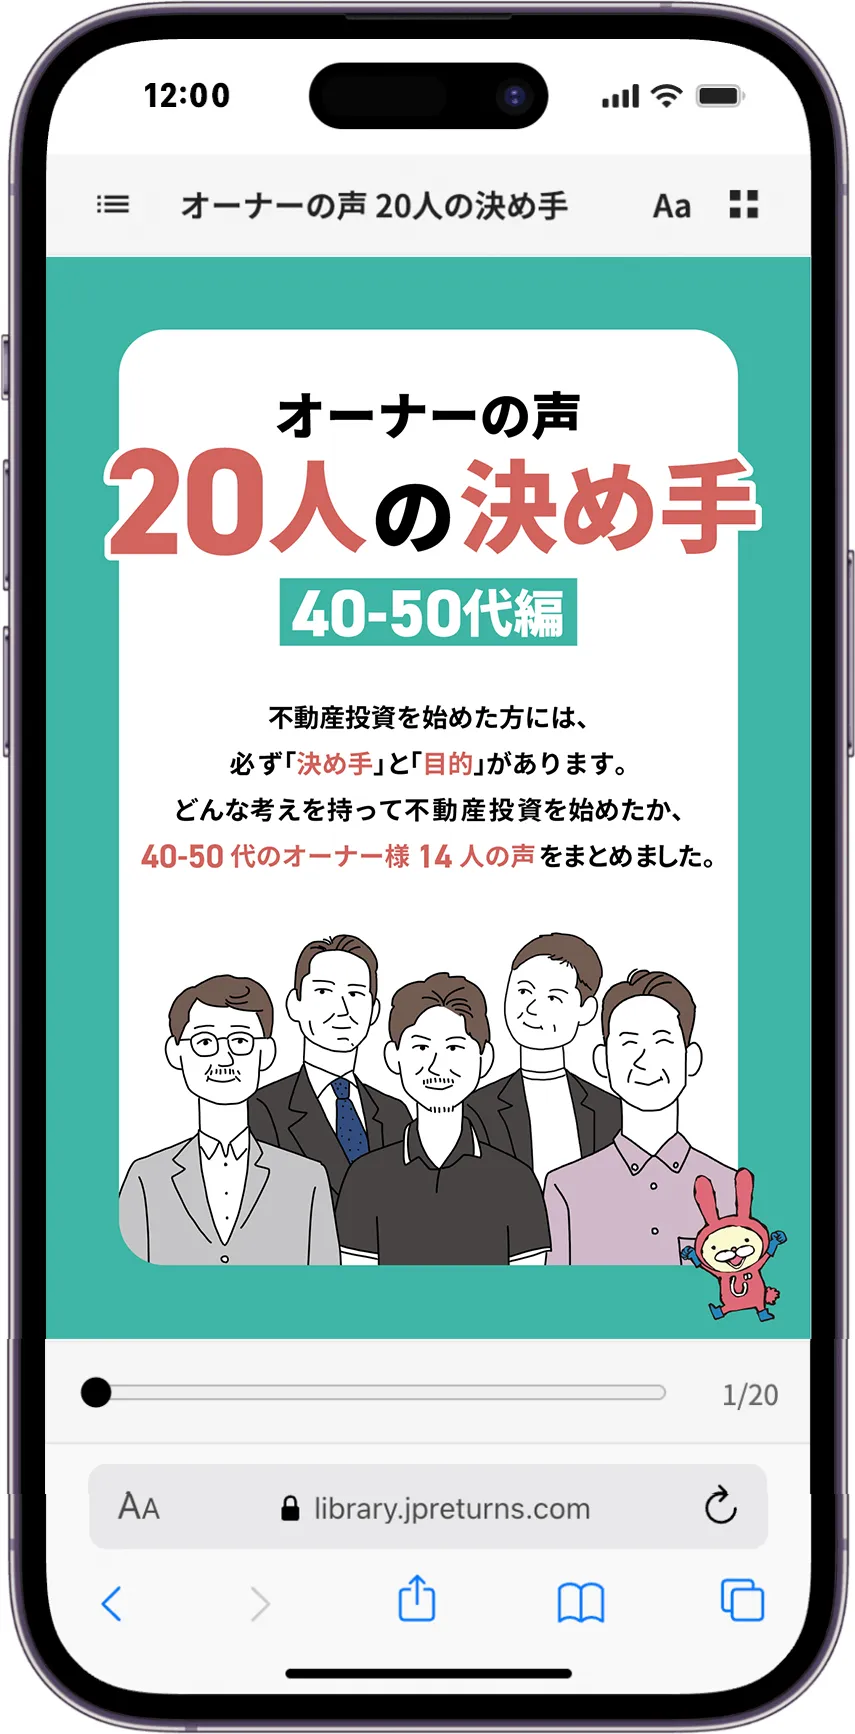 12:00
オーナーの声 20人の決め手
Aa
オーナーの声
20人の決め手
40-50代編
不動産投資を始めた方には、
必ず「決め手」と「目的」があります。
どんな考えを持って不動産投資を始めたか、
40-50 代のオーナー様 14 人の声をまとめました。
じ
1/20
AA
library.jpreturns.com